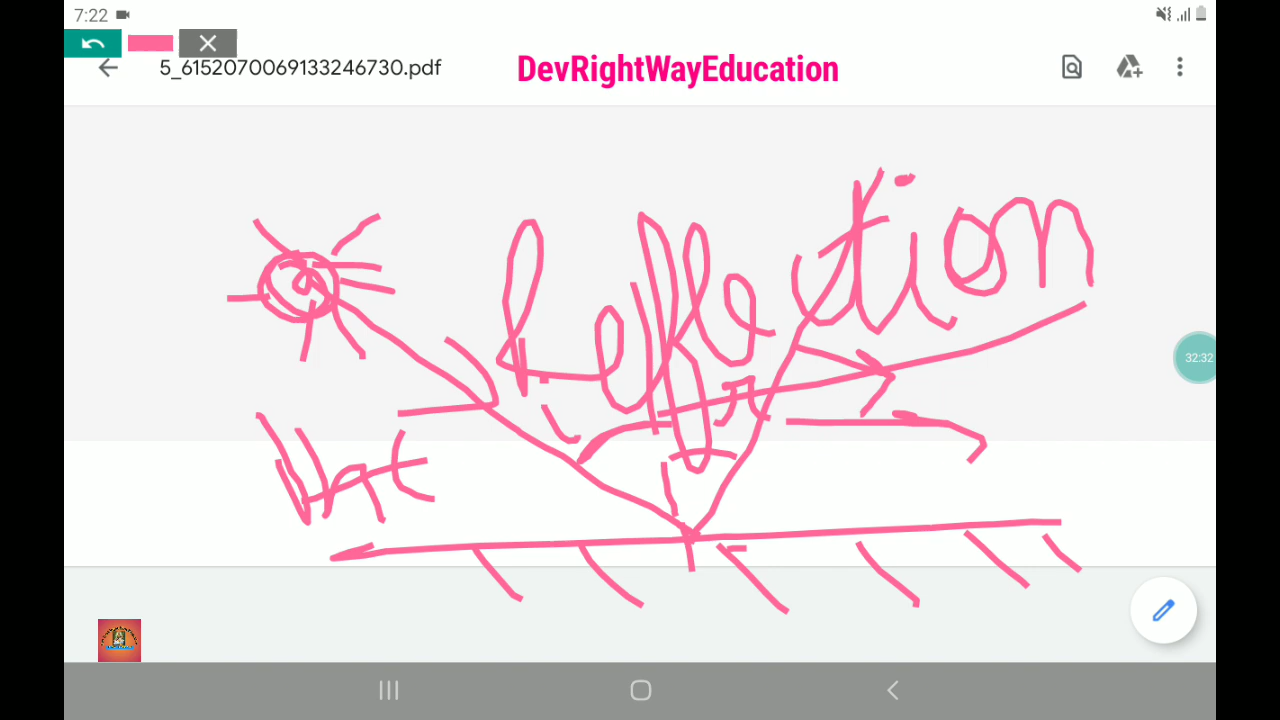 7:22
5_6152070069133246730.pdf
DevRightWayEducation
Reflection
32:32